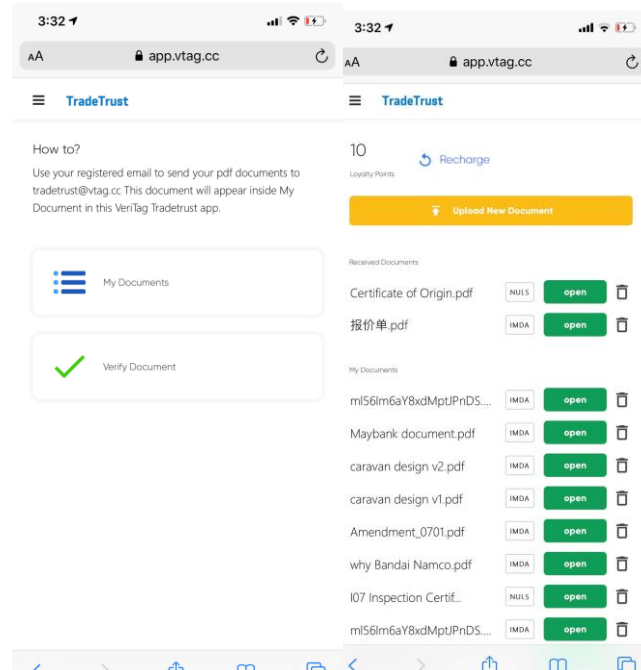 3:32
AA app.vtag.cc
TradeTrust
How to?
Use your registered email to send your pdf documents to
tradetrust@vtag.cc This document will appear inside My
Document in this VeriTag Tradetrust app.
My Documents
Verify Document
3:32
AA app.vtag.cc
TradeTrust
10
Loyalty Points
Recharge
Upload New Document
Received Documents
Certificate of Origin.pdf NULS open
报价单.pdf IMDA open
My Documents
ml56Im6aY8xdMptJPnDS.... IMDA open
Maybank document.pdf IMDA open
caravan design v2.pdf IMDA open
caravan design v1.pdf IMDA open
Amendment_0701.pdf IMDA open
why Bandai Namco.pdf IMDA open
I07 Inspection Certif... NULS open
ml56Im6aY8xdMptJPnDS.... IMDA open